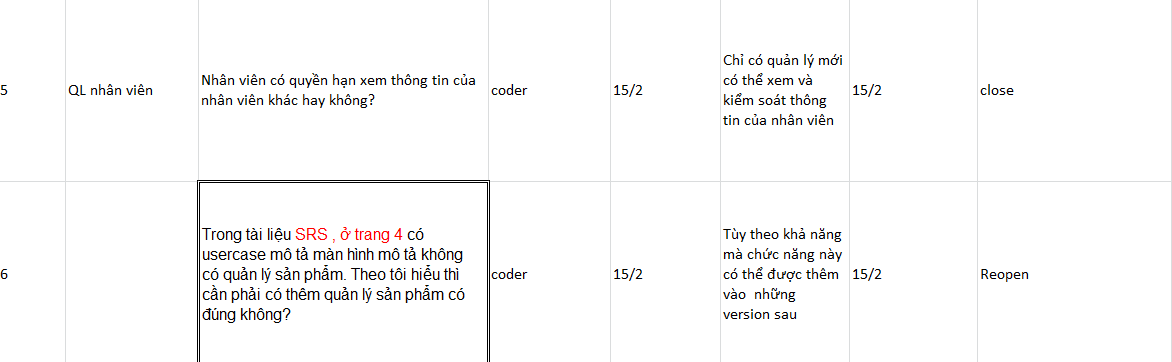 5
QL nhân viên
Nhân viên có quyền hạn xem thông tin của
nhân viên khác hay không?
coder
15/2
Chỉ có quản lý mới
có thể xem và
kiểm soát thông
tin của nhân viên
15/2
close
6
Trong tài liệu SRS , ở trang 4 có
usercase mô tả màn hình mô tả không
có quản lý sản phẩm. Theo tôi hiểu thì
cần phải có thêm quản lý sản phẩm có
đúng không?
coder
15/2
Tùy theo khả năng
mà chức năng này
có thể được thêm
vào những
version sau
15/2
Reopen